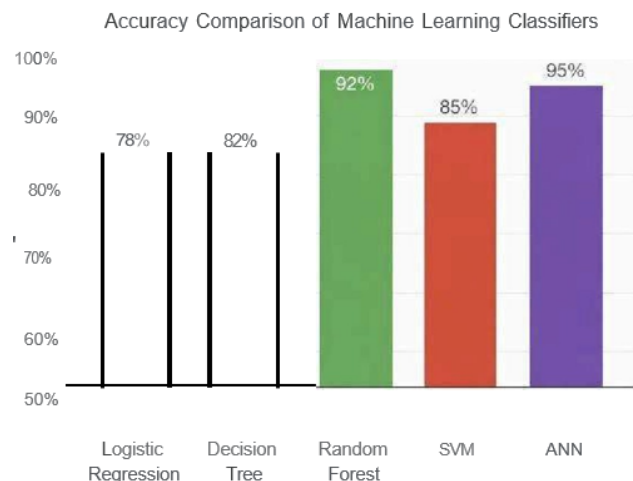 Accuracy Comparison of Machine Learning Classifiers
100%
90%
80%
70%
60%
50%
78%
82%
92%
85%
95%
Logistic Regression
Decision Tree
Random Forest
SVM
ANN